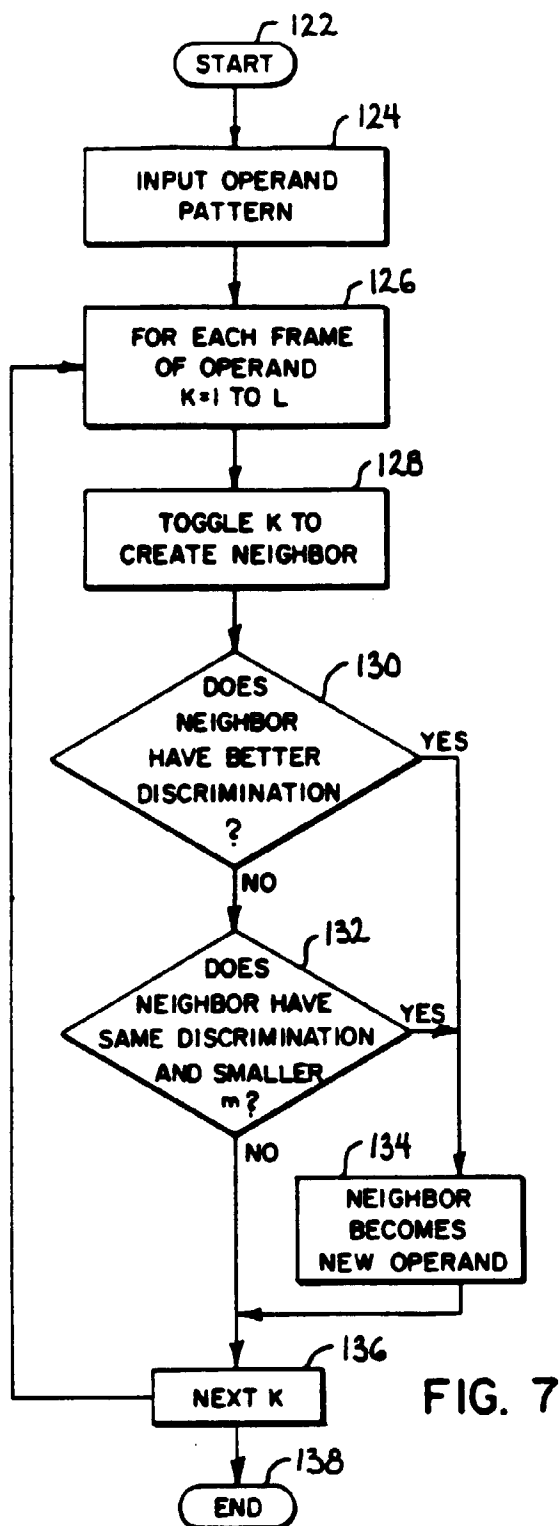 122
START
124
INPUT OPERAND
PATTERN
126
FOR EACH FRAME
OF OPERAND
K=1 TO L
128
TOGGLE K TO
CREATE NEIGHBOR
130
DOES
NEIGHBOR
HAVE BETTER
DISCRIMINATION
?
YES
NO
132
DOES
NEIGHBOR HAVE
SAME DISCRIMINATION
AND SMALLER
m?
YES
NO
134
NEIGHBOR
BECOMES
NEW OPERAND
136
NEXT K
FIG. 7
138
END